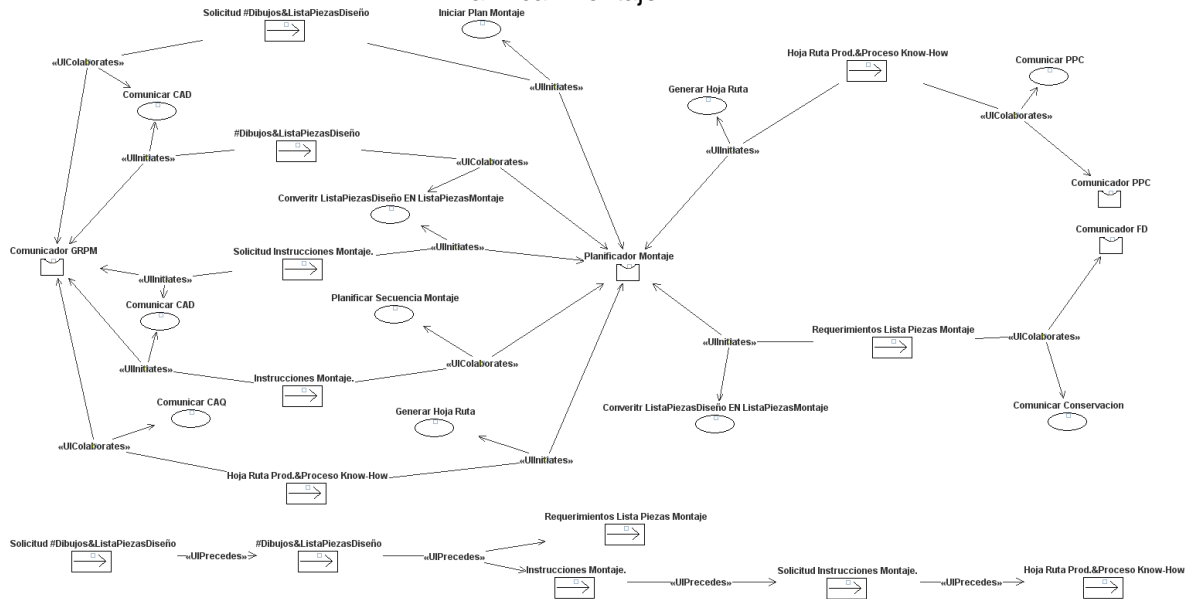 Solicitud #Dibujos&ListaPiezasDiseño
Iniciar Plan Montaje
Hoja Ruta Prod.&Proceso Know-How
«UIColaborates»
Comunicar PPC
Comunicar CAD
«UIInitiates»
Generar Hoja Ruta
«UIColaborates»
#Dibujos&ListaPiezasDiseño
«UIInitiates»
«UIColaborates»
«UIInitiates»
Comunicador PPC
Converitr ListaPiezasDiseño EN ListaPiezasMontaje
Comunicador FD
Comunicador GRPM
Solicitud Instrucciones Montaje.
«UIInitiates»
Planificador Montaje
«UIInitiates»
Comunicar CAD
Planificar Secuencia Montaje
Requerimientos Lista Piezas Montaje
«UIInitiates»
«UIColaborates»
«UIInitiates»
Instrucciones Montaje.
«UIColaborates»
Comunicar CAQ
Generar Hoja Ruta
Converitr ListaPiezasDiseño EN ListaPiezasMontaje
Comunicar Conservacion
«UIColaborates»
«UIInitiates»
Hoja Ruta Prod.&Proceso Know-How
Requerimientos Lista Piezas Montaje
Solicitud #Dibujos&ListaPiezasDiseño
«UIPrecedes»
#Dibujos&ListaPiezasDiseño
«UIPrecedes»
Instrucciones Montaje.
«UIPrecedes»
Solicitud Instrucciones Montaje.
«UIPrecedes»
Hoja Ruta Prod.&Proceso Know-How